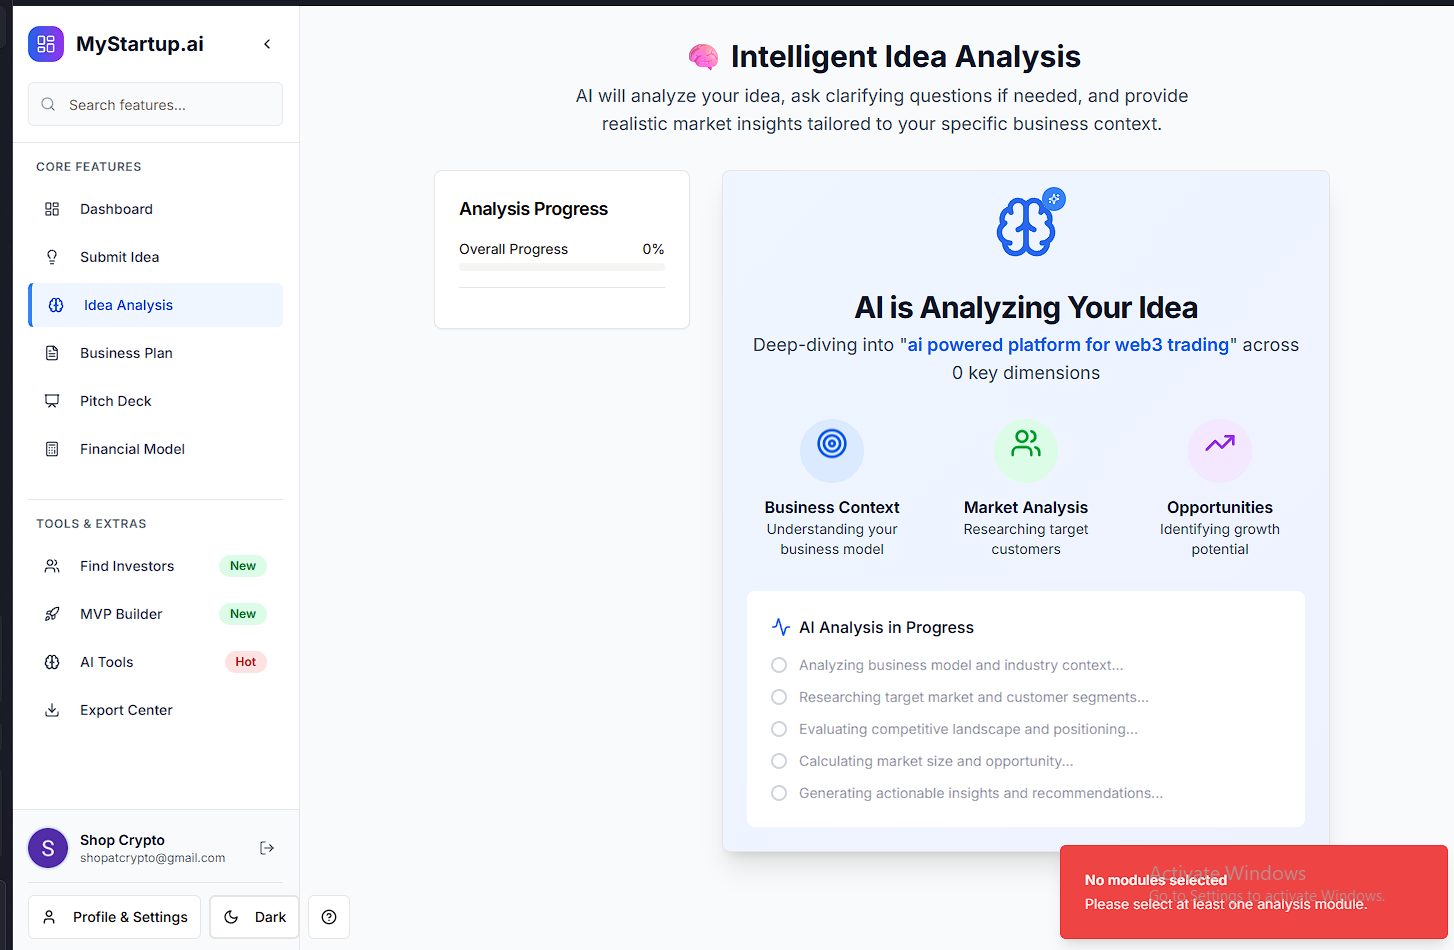 MyStartup.ai
Search features...
CORE FEATURES
Dashboard
Submit Idea
Idea Analysis
Business Plan
Pitch Deck
Financial Model
TOOLS & EXTRAS
Find Investors New
MVP Builder New
AI Tools Hot
Export Center
S
Shop Crypto
shopatcrypto@gmail.com
Profile & Settings
Dark
Intelligent Idea Analysis
AI will analyze your idea, ask clarifying questions if needed, and provide
realistic market insights tailored to your specific business context.
Analysis Progress
Overall Progress 0%
AI is Analyzing Your Idea
Deep-diving into "ai powered platform for web3 trading" across
0 key dimensions
Business Context
Understanding your
business model
Market Analysis
Researching target
customers
Opportunities
Identifying growth
potential
AI Analysis in Progress
Analyzing business model and industry context...
Researching target market and customer segments...
Evaluating competitive landscape and positioning...
Calculating market size and opportunity...
Generating actionable insights and recommendations...
No modules selected
Please select at least one analysis module.
Activate Windows
Go to Settings to activate Windows.